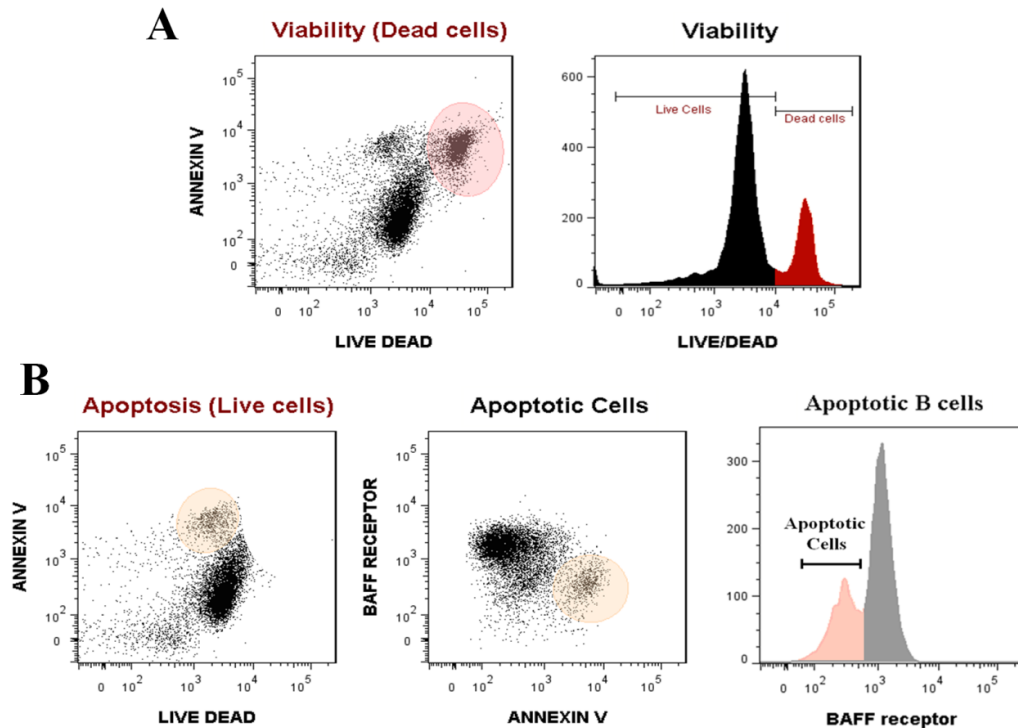 A
Viability (Dead cells)
ANNEXIN V
10^5
10^4
10^3
10^2
0
0 10^2 10^3 10^4 10^5
LIVE DEAD
Viability
600
400
200
0
Live Cells
Dead cells
0 10^2 10^3 10^4 10^5
LIVE/DEAD
B
Apoptosis (Live cells)
ANNEXIN V
10^5
10^4
10^3
10^2
0
0 10^2 10^3 10^4 10^5
LIVE DEAD
Apoptotic Cells
BAFF RECEPTOR
10^5
10^4
10^3
10^2
0
0 10^2 10^3 10^4 10^5
ANNEXIN V
Apoptotic B cells
300
200
100
0
Apoptotic
Cells
0 10^2 10^3 10^4 10^5
BAFF receptor